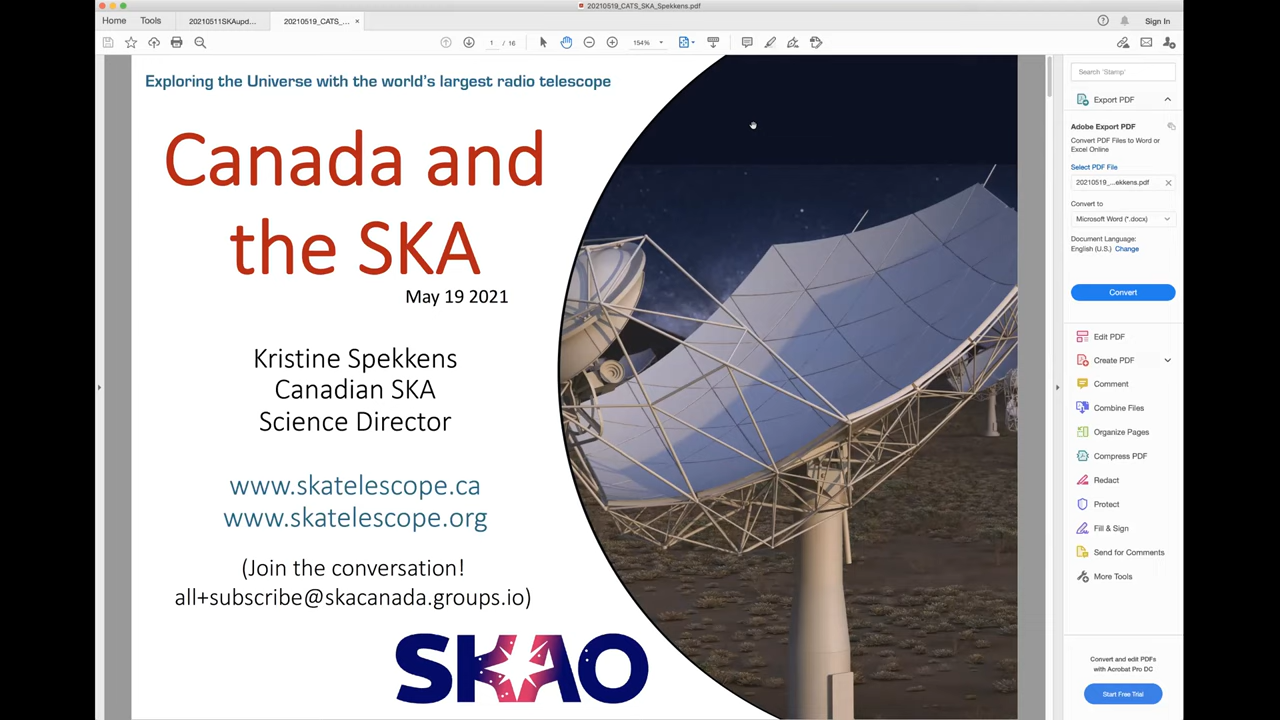 20210519_CATS_SKA_Spekkens.pdf
Home
Tools
20210511SKAupd...
20210519_CATS_...
Sign In
1 / 16
154%
Exploring the Universe with the world's largest radio telescope
Canada and
the SKA
May 19 2021
Kristine Spekkens
Canadian SKA
Science Director
www.skatelescope.ca
www.skatelescope.org
(Join the conversation!
all+subscribe@skacanada.groups.io)
SKAO
Search 'Stamp'
Export PDF
Adobe Export PDF
Convert PDF Files to Word or
Excel Online
Select PDF File
20210519_...ekkens.pdf
Convert to
Microsoft Word (*.docx)
Document Language:
English (U.S.) Change
Convert
Edit PDF
Create PDF
Comment
Combine Files
Organize Pages
Compress PDF
Redact
Protect
Fill & Sign
Send for Comments
More Tools
Convert and edit PDFs
with Acrobat Pro DC
Start Free Trial